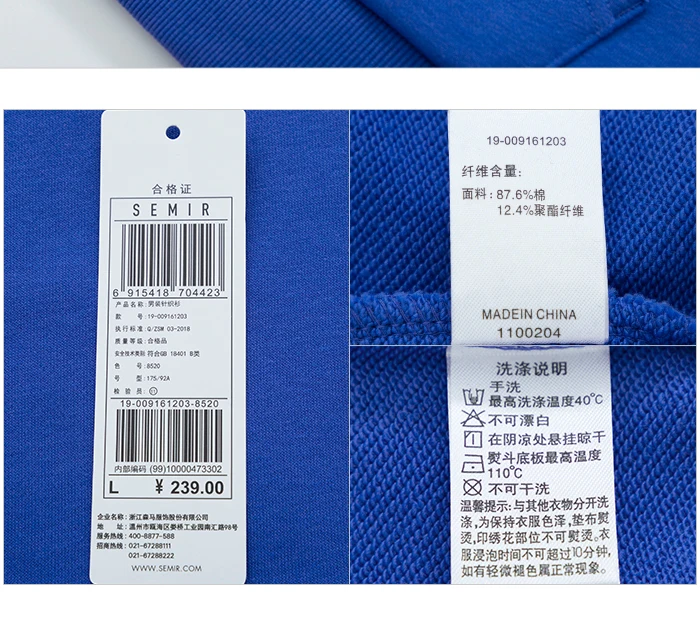 合格证
SEMIR
6 915418 704423
产品名称: 男装针织衫
款 号: 19-009161203
执行标准: Q/ZSM 03-2018
质量等级: 合格品
安全技术类别 符合GB 18401 B类
色 号: 8520
号 型: 175/92A
检 验 员:
19-009161203-8520
内部编码 (99)10000473302
L ¥ 239.00
企业名称: 浙江森马服饰股份有限公司
地 址: 温州市瓯海区娄桥工业园南汇路98号
服务热线: 400-8877-588
招商热线: 021-67288111
021-67288222
WWW.SEMIR.COM
19-009161203
纤维含量:
面料: 87.6%棉
12.4%聚酯纤维
MADEIN CHINA
1100204
洗涤说明
手洗
最高洗涤温度40℃
不可漂白
在阴凉处悬挂晾干
熨斗底板最高温度
110℃
不可干洗
温馨提示: 与其他衣物分开洗
涤, 为保持衣服色泽, 垫布熨
烫, 印绣花部位不可熨烫。衣
服浸泡时间不可超过10分钟,
如有轻微褪色属正常现象。